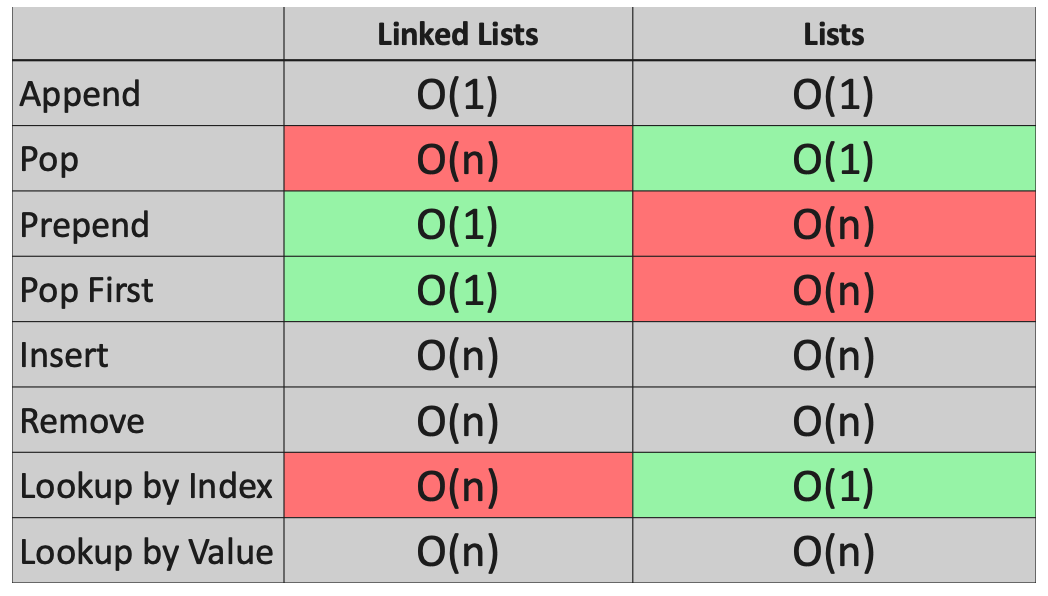 Linked Lists Lists
Append O(1) O(1)
Pop O(n) O(1)
Prepend O(1) O(n)
Pop First O(1) O(n)
Insert O(n) O(n)
Remove O(n) O(n)
Lookup by Index O(n) O(1)
Lookup by Value O(n) O(n)